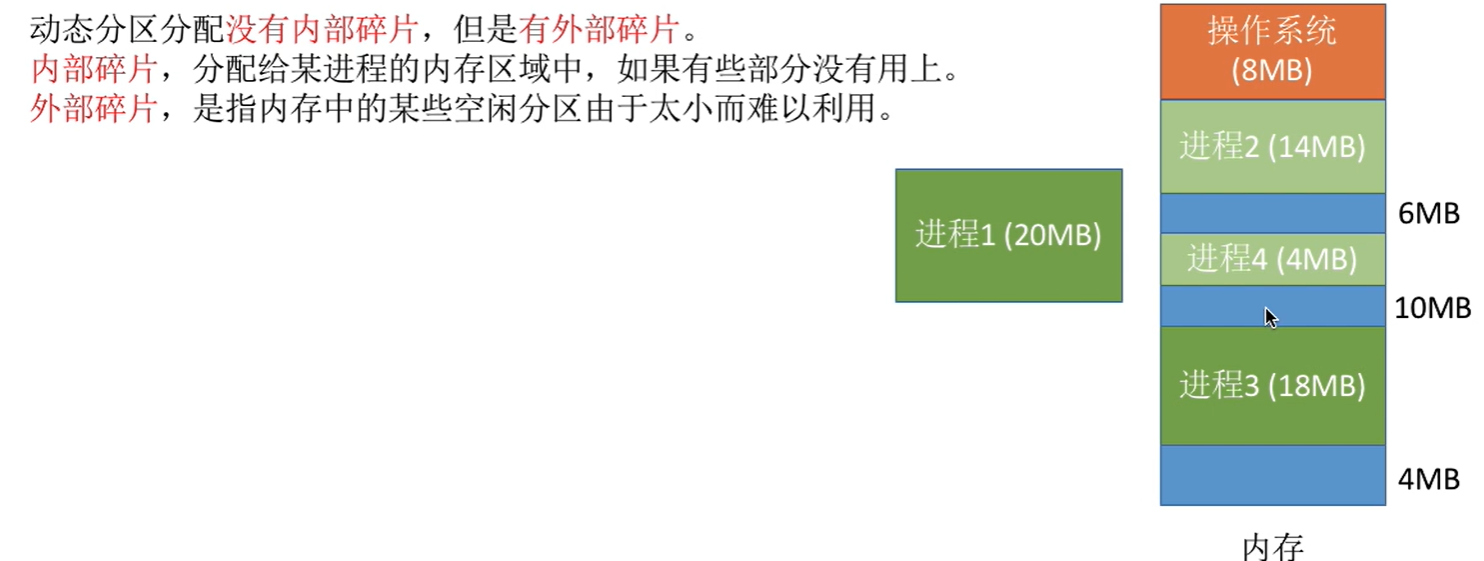 动态分区分配没有内部碎片，但是有外部碎片。
内部碎片，分配给某进程的内存区域中，如果有些部分没有用上。
外部碎片，是指内存中的某些空闲分区由于太小而难以利用。
进程1 (20MB)
操作系统
(8MB)
进程2 (14MB)
6MB
进程4 (4MB)
10MB
进程3 (18MB)
4MB
内存